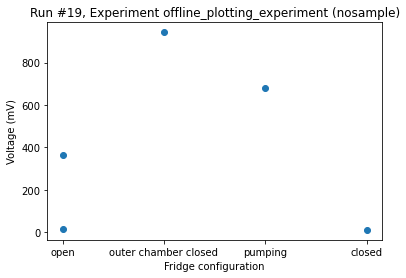 Run #19, Experiment offline_plotting_experiment (nosample)
800
600
400
200
0
Voltage (mV)
open outer chamber closed pumping closed
Fridge configuration